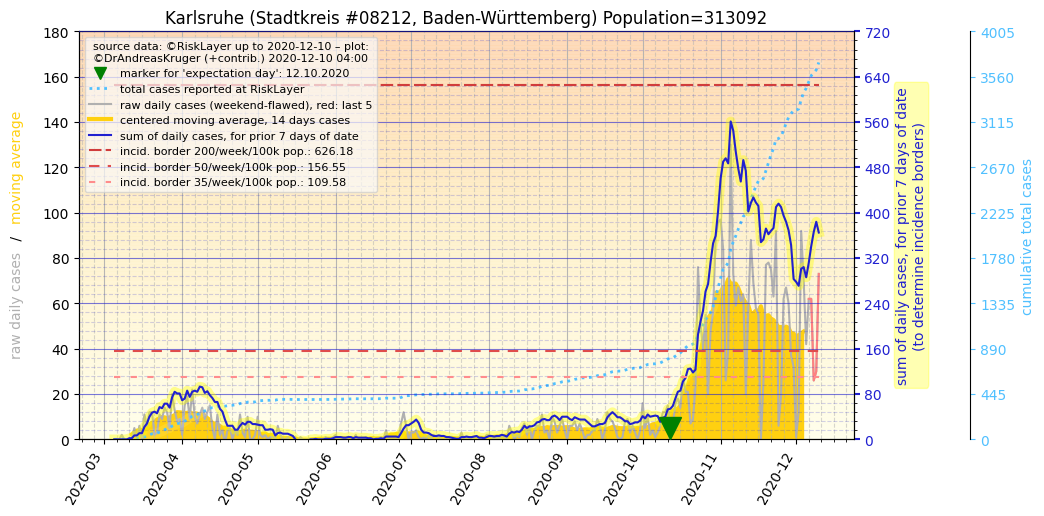 Karlsruhe (Stadtkreis #08212, Baden-Württemberg) Population=313092
source data: ©RiskLayer up to 2020-12-10 – plot:
©DrAndreasKruger (+contrib.) 2020-12-10 04:00
marker for 'expectation day': 12.10.2020
total cases reported at RiskLayer
raw daily cases (weekend-flawed), red: last 5
centered moving average, 14 days cases
sum of daily cases, for prior 7 days of date
incid. border 200/week/100k pop.: 626.18
incid. border 50/week/100k pop.: 156.55
incid. border 35/week/100k pop.: 109.58
raw daily cases / moving average
180
160
140
120
100
80
60
40
20
0
2020-03
2020-04
2020-05
2020-06
2020-07
2020-08
2020-09
2020-10
2020-11
2020-12
720
640
560
480
400
320
240
160
80
0
sum of daily cases, for prior 7 days of date
(to determine incidence borders)
4005
3560
3115
2670
2225
1780
1335
890
445
0
cumulative total cases